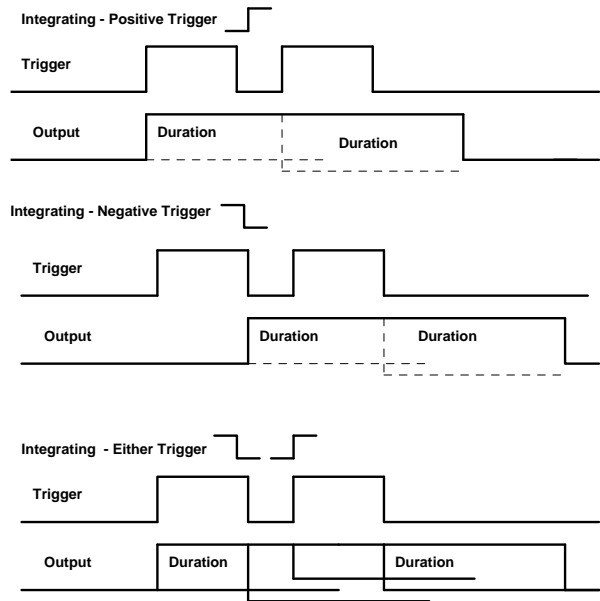 Integrating - Positive Trigger
Trigger
Output Duration Duration
Integrating - Negative Trigger
Trigger
Output Duration Duration
Integrating - Either Trigger
Trigger
Output Duration Duration